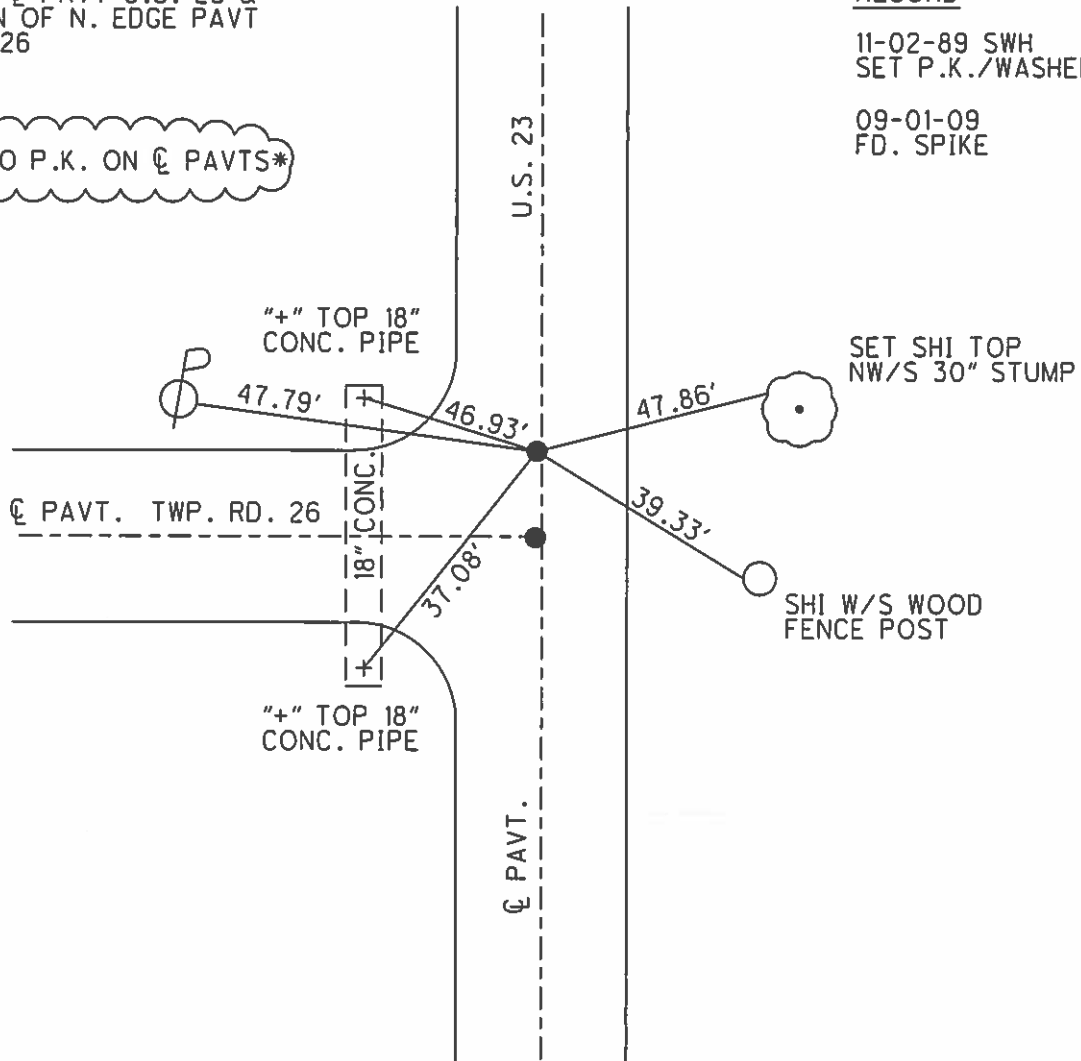 OF N. EDGE PAVT
26
O P.K. ON ℄ PAVTS*
RECORD
11-02-89 SWH
SET P.K./WASHE
09-01-09
FD. SPIKE
U.S. 23
"+" TOP 18"
CONC. PIPE
47.79'
46.93'
47.86'
SET SHI TOP
NW/S 30" STUMP
℄ PAVT. TWP. RD. 26
18" CONC.
37.08'
39.33'
SHI W/S WOOD
FENCE POST
"+" TOP 18"
CONC. PIPE
℄ PAVT.